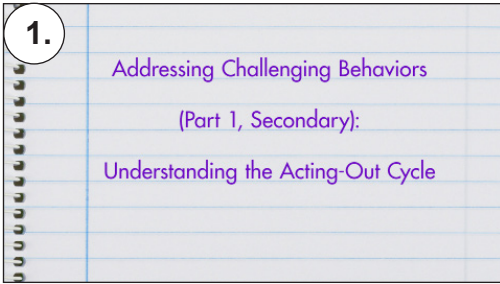 1.
Addressing Challenging Behaviors
(Part 1, Secondary):
Understanding the Acting-Out Cycle